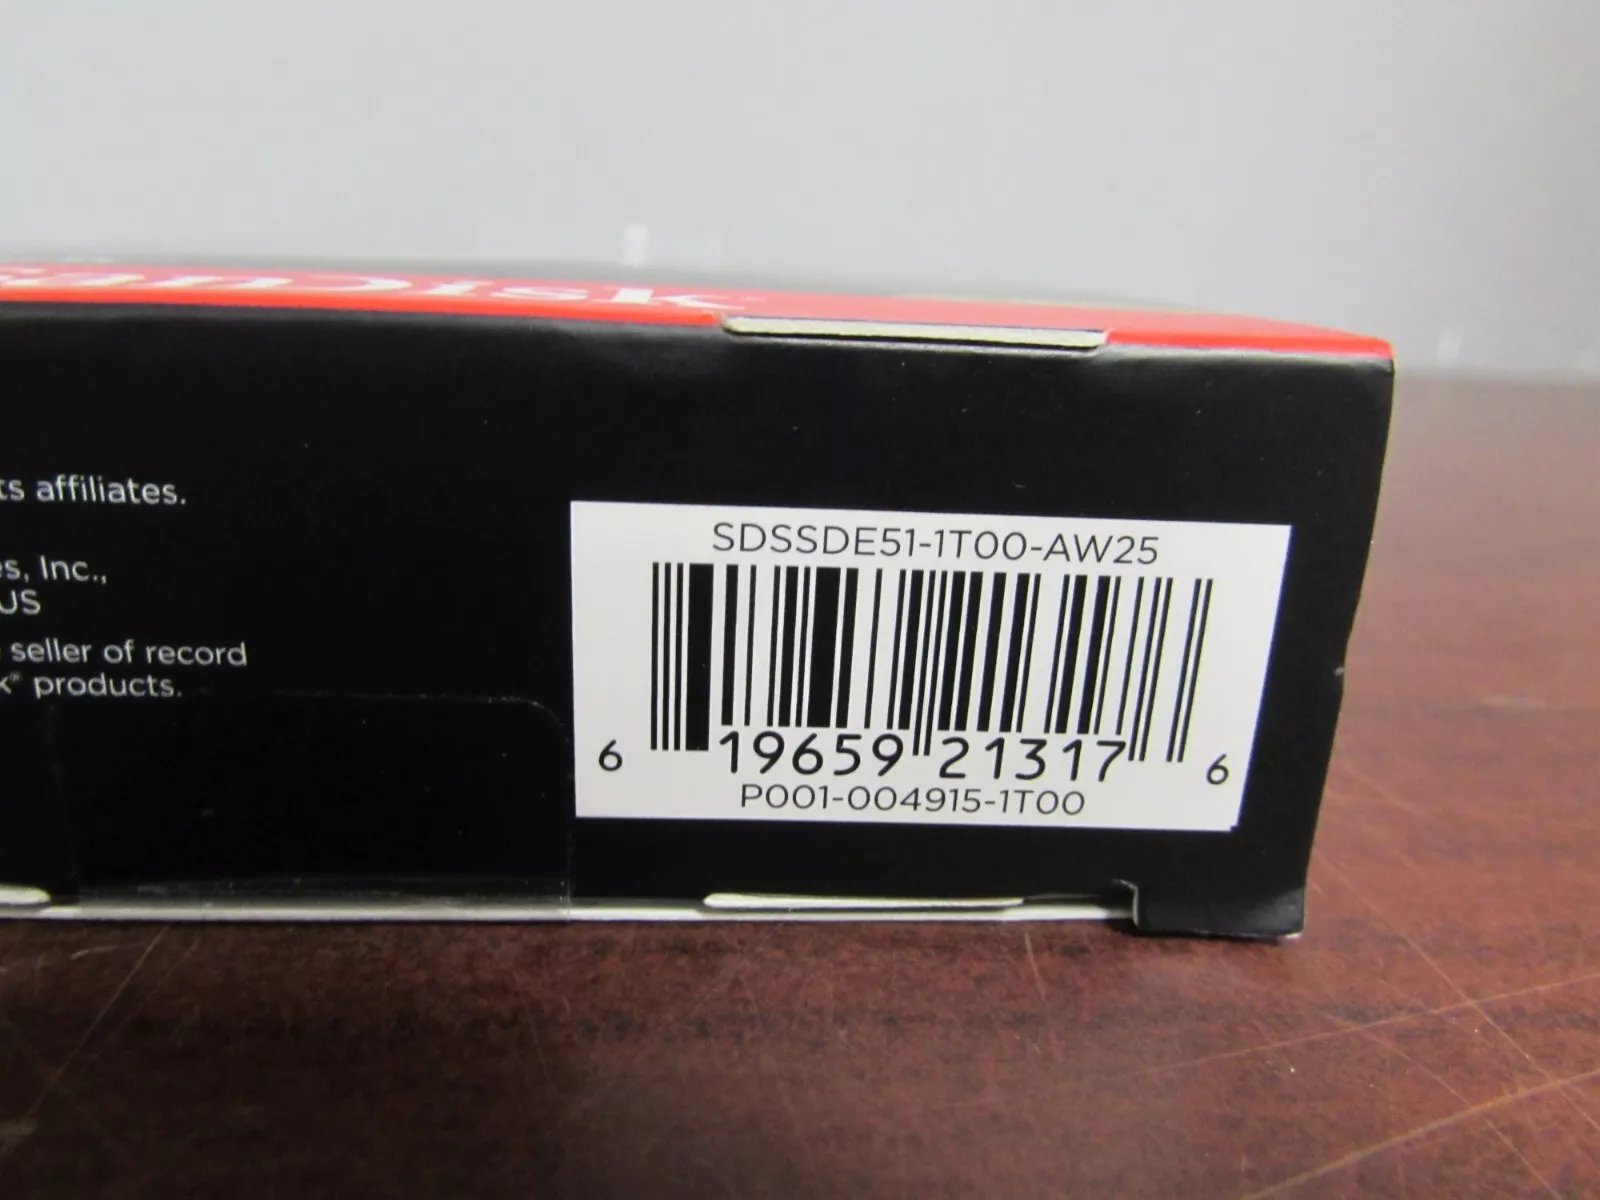 SanDisk
ts affiliates.
es, Inc.,
US
seller of record
k® products.
SDSSDE51-1T00-AW25
6 19659 21317 6
P001-004915-1T00